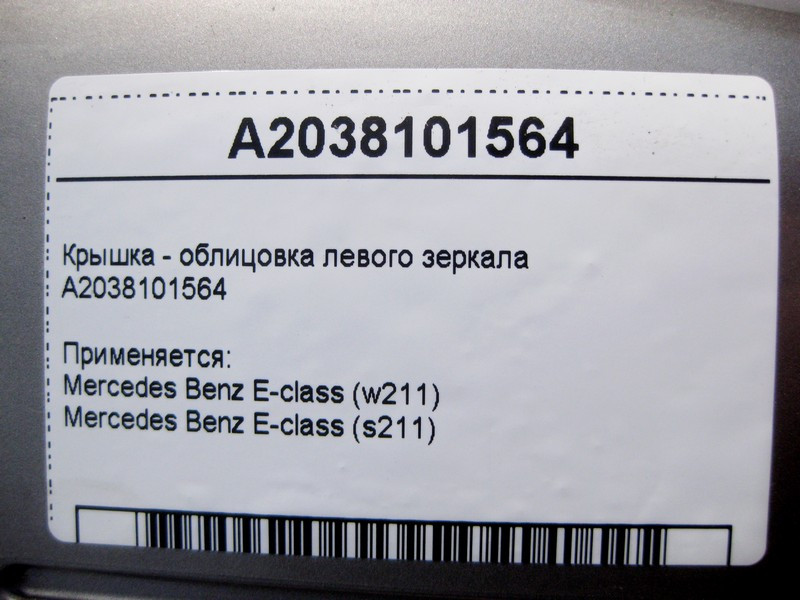 A2038101564
Крышка - облицовка левого зеркала
A2038101564
Применяется:
Mercedes Benz E-class (w211)
Mercedes Benz E-class (s211)